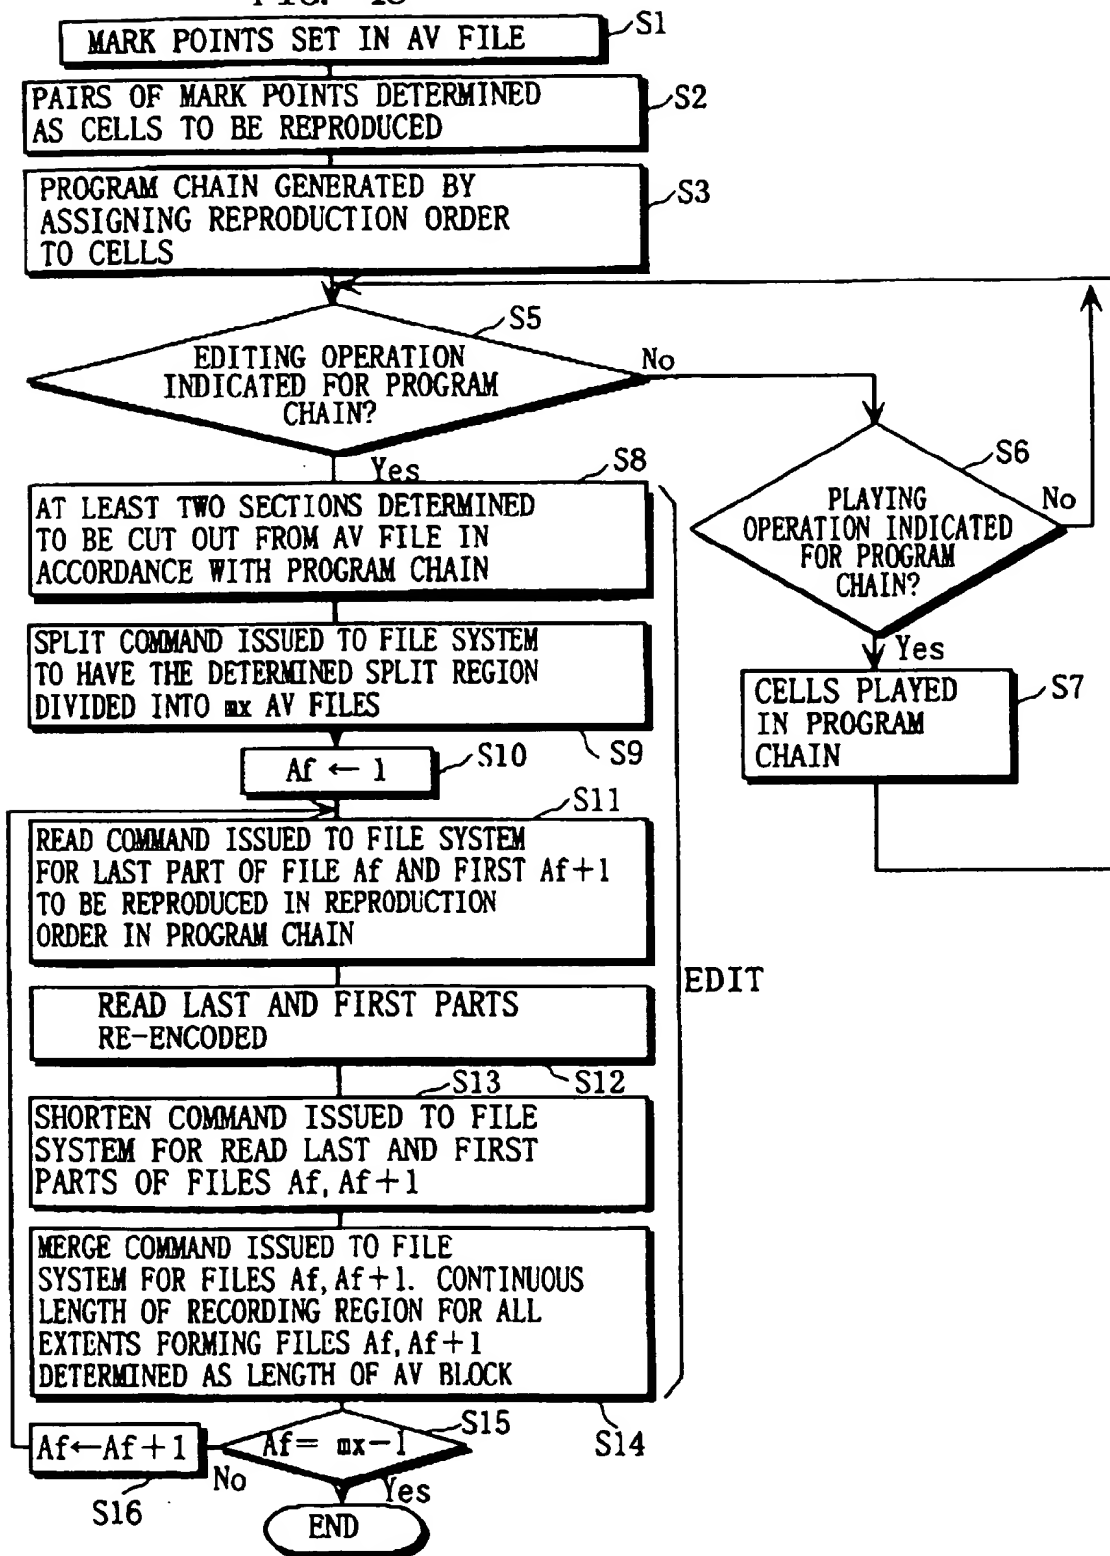 MARK POINTS SET IN AV FILE
S1
PAIRS OF MARK POINTS DETERMINED
AS CELLS TO BE REPRODUCED
S2
PROGRAM CHAIN GENERATED BY
ASSIGNING REPRODUCTION ORDER
TO CELLS
S3
S5
EDITING OPERATION
INDICATED FOR PROGRAM
CHAIN?
No
Yes
S6
PLAYING
OPERATION INDICATED
FOR PROGRAM
CHAIN?
No
Yes
S7
CELLS PLAYED
IN PROGRAM
CHAIN
S8
AT LEAST TWO SECTIONS DETERMINED
TO BE CUT OUT FROM AV FILE IN
ACCORDANCE WITH PROGRAM CHAIN
SPLIT COMMAND ISSUED TO FILE SYSTEM
TO HAVE THE DETERMINED SPLIT REGION
DIVIDED INTO mx AV FILES
S9
Af ← 1
S10
S11
READ COMMAND ISSUED TO FILE SYSTEM
FOR LAST PART OF FILE Af AND FIRST Af+1
TO BE REPRODUCED IN REPRODUCTION
ORDER IN PROGRAM CHAIN
EDIT
READ LAST AND FIRST PARTS
RE-ENCODED
S12
S13
SHORTEN COMMAND ISSUED TO FILE
SYSTEM FOR READ LAST AND FIRST
PARTS OF FILES Af, Af+1
MERGE COMMAND ISSUED TO FILE
SYSTEM FOR FILES Af, Af+1. CONTINUOUS
LENGTH OF RECORDING REGION FOR ALL
EXTENTS FORMING FILES Af, Af+1
DETERMINED AS LENGTH OF AV BLOCK
S14
S15
Af= mx-1
No
Yes
Af←Af+1
S16
END